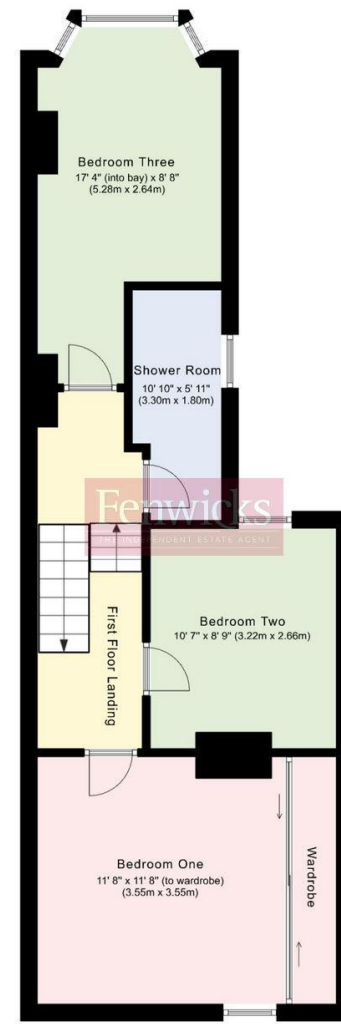 Bedroom Three
17' 4" (into bay) x 8' 8"
(5.28m x 2.64m)
Shower Room
10' 10" x 5' 11"
(3.30m x 1.80m)
Fenwicks
THE INDEPENDENT ESTATE AGENT
First Floor Landing
Bedroom Two
10' 7" x 8' 9" (3.22m x 2.66m)
Bedroom One
11' 8" x 11' 8" (to wardrobe)
(3.55m x 3.55m)
Wardrobe